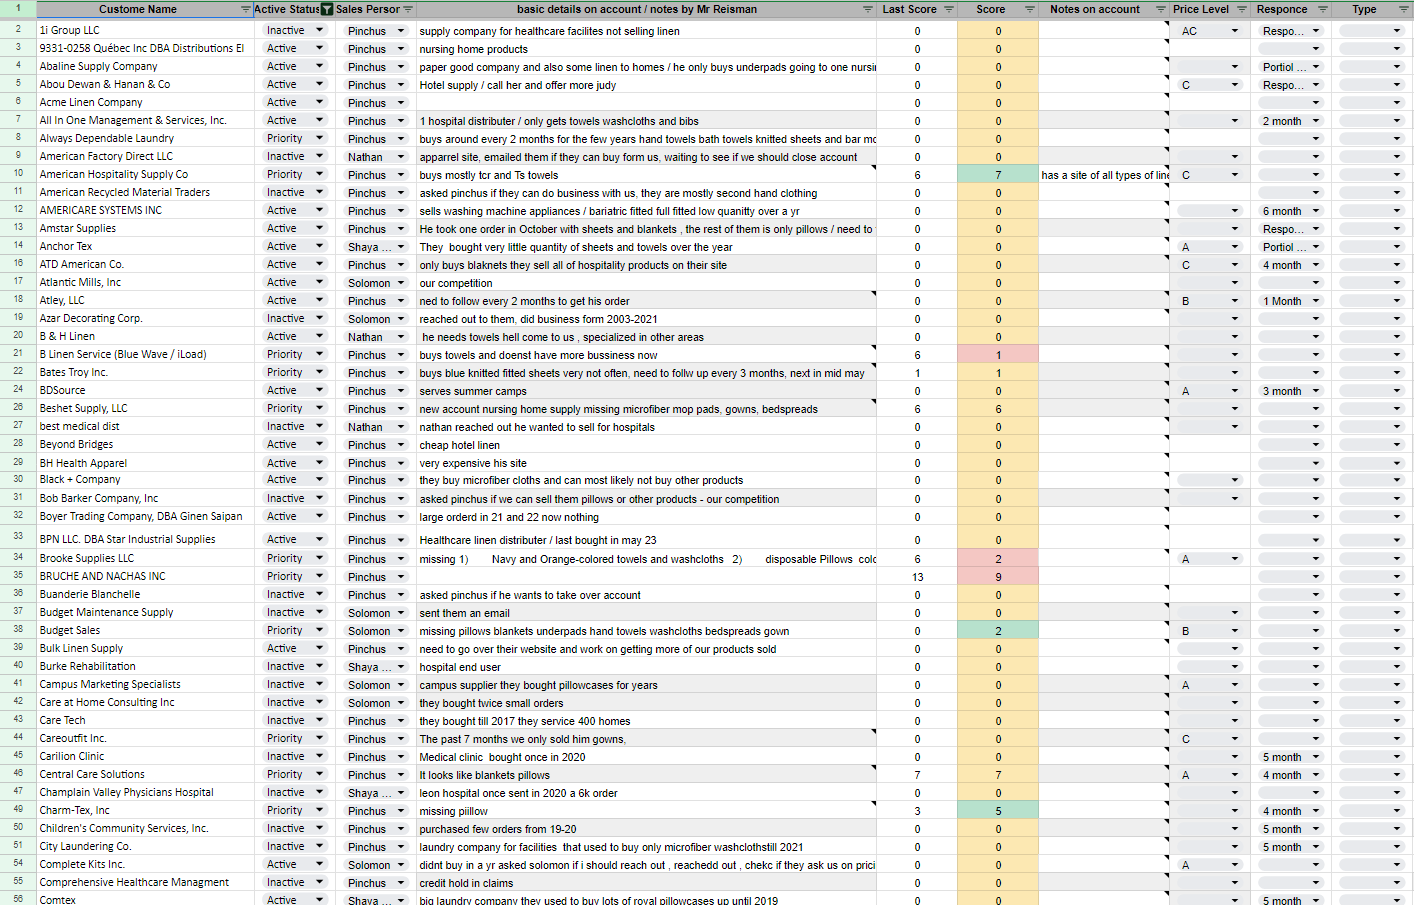 1 Custome Name Active Status Sales Person basic details on account / notes by Mr Reisman Last Score Score Notes on account Price Level Responce Type
2 1i Group LLC Inactive Pinchus supply company for healthcare facilites not selling linen 0 0 AC Respo...
3 9331-0258 Québec Inc DBA Distributions El Active Pinchus nursing home products 0 0
4 Abaline Supply Company Active Pinchus paper good company and also some linen to homes / he only buys underpads going to one nursin 0 0 Portiol ...
5 Abou Dewan & Hanan & Co Active Pinchus Hotel supply / call her and offer more judy 0 0 C Respo...
6 Acme Linen Company Active Pinchus 0 0
7 All In One Management & Services, Inc. Active Pinchus 1 hospital distributer / only gets towels washcloths and bibs 0 0 2 month
8 Always Dependable Laundry Priority Pinchus buys around every 2 months for the few years hand towels bath towels knitted sheets and bar mo 0 0
9 American Factory Direct LLC Inactive Nathan apparrel site, emailed them if they can buy form us, waiting to see if we should close account 0 0
10 American Hospitality Supply Co Priority Pinchus buys mostly tcr and Ts towels 6 7 has a site of all types of line C
11 American Recycled Material Traders Inactive Pinchus asked pinchus if they can do business with us, they are mostly second hand clothing 0 0
12 AMERICARE SYSTEMS INC Active Pinchus sells washing machine appliances / bariatric fitted full fitted low quanitty over a yr 0 0 6 month
13 Amstar Supplies Active Pinchus He took one order in October with sheets and blankets , the rest of them is only pillows / need to 0 0 Respo...
14 Anchor Tex Active Shaya ... They bought very little quantity of sheets and towels over the year 0 0 A Portiol ...
16 ATD American Co. Active Pinchus only buys blaknets they sell all of hospitality products on their site 0 0 C 4 month
17 Atlantic Mills, Inc Active Solomon our competition 0 0
18 Atley, LLC Active Pinchus ned to follow every 2 months to get his order 0 0 B 1 Month
19 Azar Decorating Corp. Inactive Solomon reached out to them, did business form 2003-2021 0 0
20 B & H Linen Active Nathan he needs towels hell come to us , specialized in other areas 0 0
21 B Linen Service (Blue Wave / iLoad) Priority Pinchus buys towels and doenst have more bussiness now 6 1
22 Bates Troy Inc. Priority Pinchus buys blue knitted fitted sheets very not often, need to follw up every 3 months, next in mid may 1 1
24 BDSource Active Pinchus serves summer camps 0 0 A 3 month
26 Beshet Supply, LLC Priority Pinchus new account nursing home supply missing microfiber mop pads, gowns, bedspreads 6 6
27 best medical dist Inactive Nathan nathan reached out he wanted to sell for hospitals 0 0
28 Beyond Bridges Active Pinchus cheap hotel linen 0 0
29 BH Health Apparel Active Pinchus very expensive his site 0 0
30 Black + Company Active Pinchus they buy microfiber cloths and can most likely not buy other products 0 0
31 Bob Barker Company, Inc Inactive Pinchus asked pinchus if we can sell them pillows or other products - our competition 0 0
32 Boyer Trading Company, DBA Ginen Saipan Active Pinchus large orderd in 21 and 22 now nothing 0 0
33 BPN LLC. DBA Star Industrial Supplies Active Pinchus Healthcare linen distributer / last bought in may 23 0 0
34 Brooke Supplies LLC Priority Pinchus missing 1) Navy and Orange-colored towels and washcloths 2) disposable Pillows colo 6 2 A
35 BRUCHE AND NACHAS INC Priority Pinchus 13 9
36 Buanderie Blanchelle Inactive Pinchus asked pinchus if he wants to take over account 0 0
37 Budget Maintenance Supply Inactive Solomon sent them an email 0 0
38 Budget Sales Priority Solomon missing pillows blankets underpads hand towels washcloths bedspreads gown 0 2 B
39 Bulk Linen Supply Active Pinchus need to go over their website and work on getting more of our products sold 0 0
40 Burke Rehabilitation Inactive Shaya ... hospital end user 0 0
41 Campus Marketing Specialists Inactive Solomon campus supplier they bought pillowcases for years 0 0 A
42 Care at Home Consulting Inc Inactive Solomon they bought twice small orders 0 0
43 Care Tech Inactive Pinchus they bought till 2017 they service 400 homes 0 0
44 Careoutfit Inc. Priority Pinchus The past 7 months we only sold him gowns, 0 0 C
45 Carilion Clinic Inactive Pinchus Medical clinic bought once in 2020 0 0 5 month
46 Central Care Solutions Priority Pinchus It looks like blankets pillows 7 7 A 4 month
47 Champlain Valley Physicians Hospital Inactive Shaya ... leon hospital once sent in 2020 a 6k order 0 0
49 Charm-Tex, Inc Priority Pinchus missing piillow 3 5 4 month
50 Children's Community Services, Inc. Inactive Pinchus purchased few orders from 19-20 0 0 5 month
51 City Laundering Co. Inactive Pinchus laundry company for facilities that used to buy only microfiber washclothstill 2021 0 0 5 month
54 Complete Kits Inc. Active Solomon didnt buy in a yr asked solomon if i should reach out , reachedd out , chekc if they ask us on prici 0 0 A
55 Comprehensive Healthcare Managment Inactive Pinchus credit hold in claims 0 0
56 Comtex Active Shaya ... big laundry company they used to buy lots of royal pillowcases up until 2019 0 0 5 month